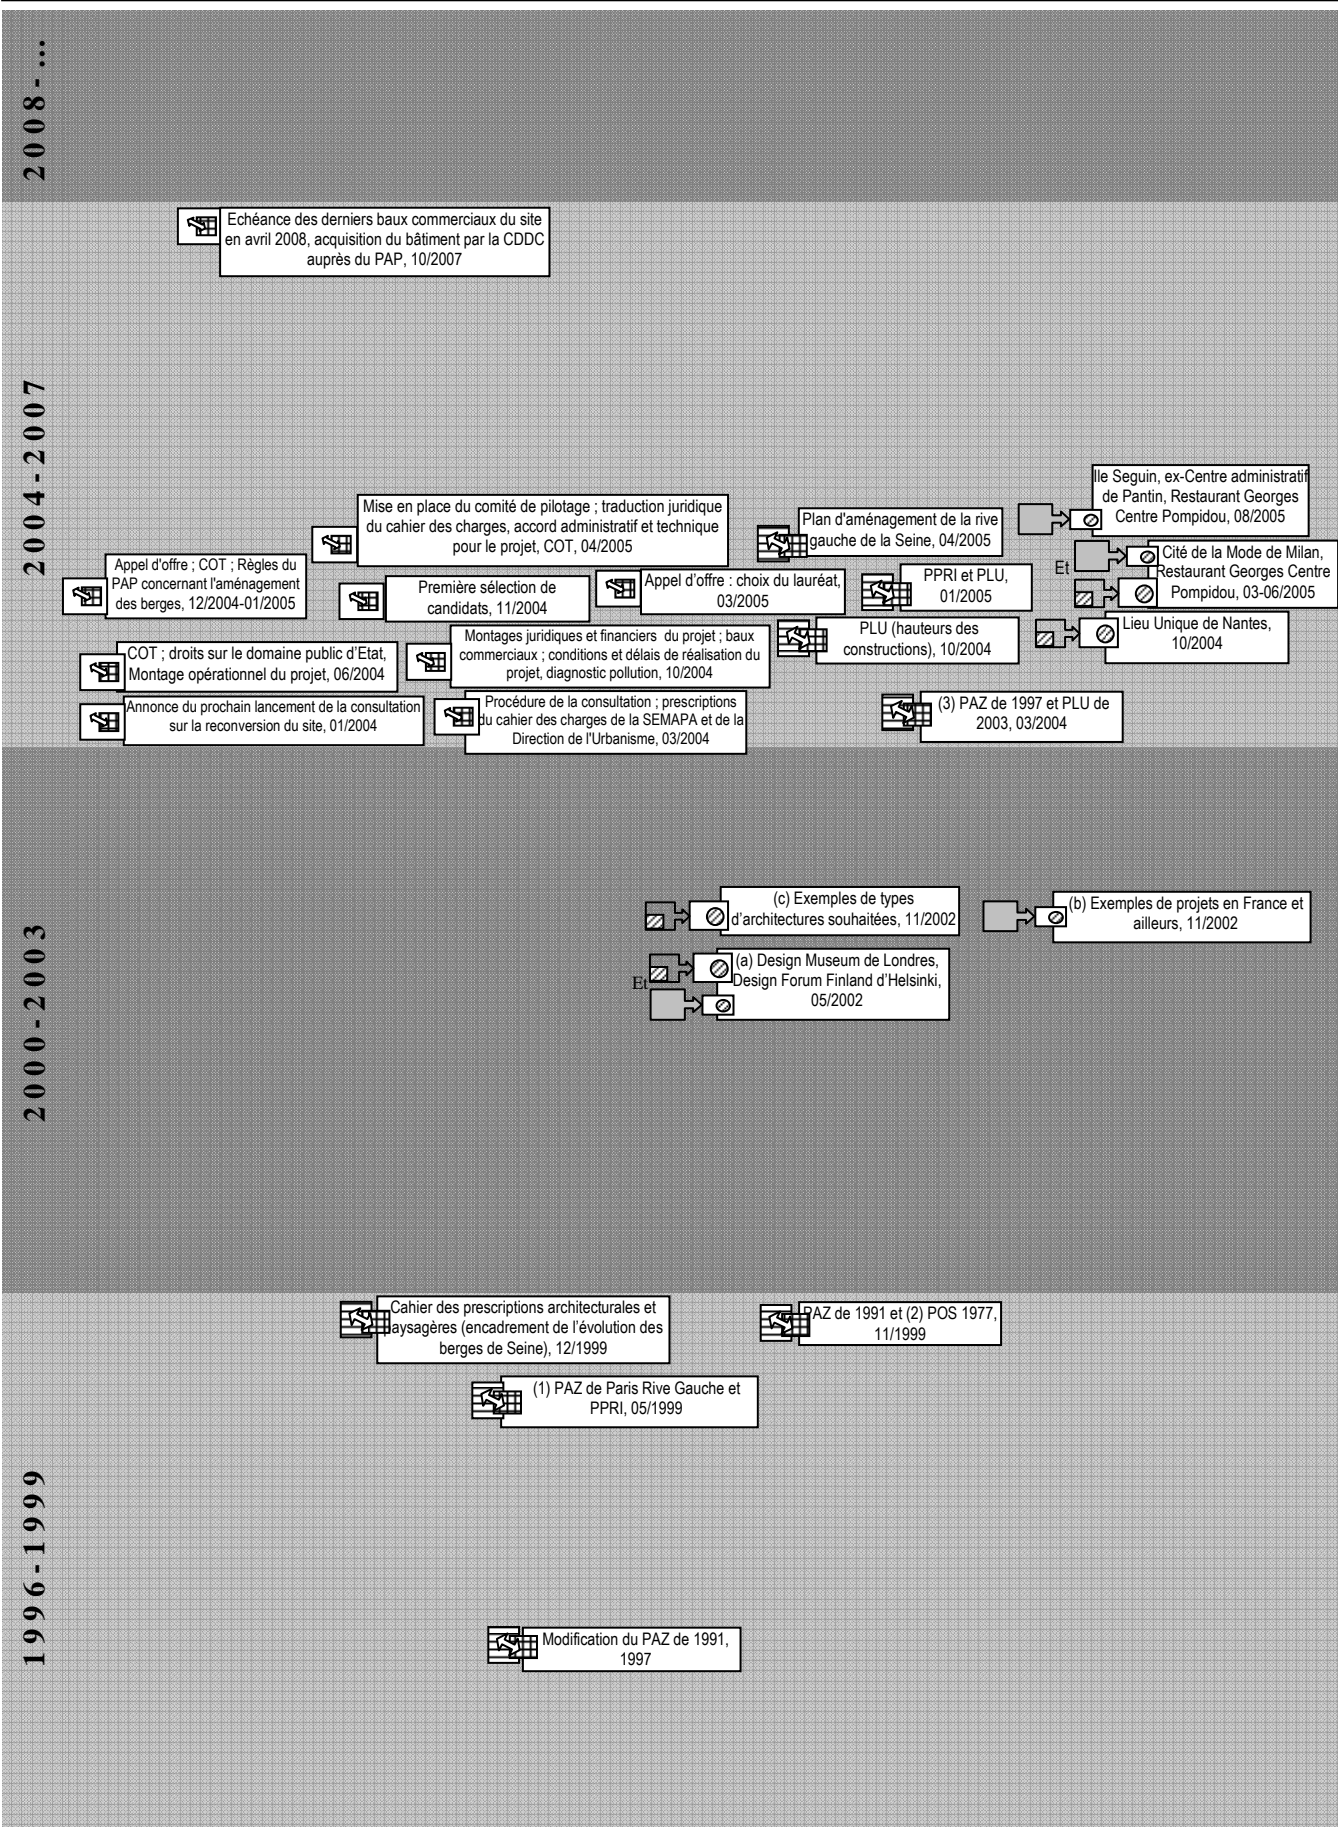 2008-...
Echéance des derniers baux commerciaux du site
en avril 2008, acquisition du bâtiment par la CDDC
auprès du PAP, 10/2007
2004-2007
Ile Seguin, ex-Centre administratif
de Pantin, Restaurant Georges
Centre Pompidou, 08/2005
Mise en place du comité de pilotage ; traduction juridique
du cahier des charges, accord administratif et technique
pour le projet, COT, 04/2005
Plan d'aménagement de la rive
gauche de la Seine, 04/2005
Et
Cité de la Mode de Milan,
Restaurant Georges Centre
Pompidou, 03-06/2005
Appel d'offre ; COT ; Règles du
PAP concernant l'aménagement
des berges, 12/2004-01/2005
Première sélection de
candidats, 11/2004
Appel d’offre : choix du lauréat,
03/2005
PPRI et PLU,
01/2005
Lieu Unique de Nantes,
10/2004
COT ; droits sur le domaine public d’Etat,
Montage opérationnel du projet, 06/2004
Montages juridiques et financiers du projet ; baux
commerciaux ; conditions et délais de réalisation du
projet, diagnostic pollution, 10/2004
PLU (hauteurs des
constructions), 10/2004
Annonce du prochain lancement de la consultation
sur la reconversion du site, 01/2004
Procédure de la consultation ; prescriptions
du cahier des charges de la SEMAPA et de la
Direction de l'Urbanisme, 03/2004
(3) PAZ de 1997 et PLU de
2003, 03/2004
2000-2003
(c) Exemples de types
d’architectures souhaitées, 11/2002
(b) Exemples de projets en France et
ailleurs, 11/2002
Et
(a) Design Museum de Londres,
Design Forum Finland d’Helsinki,
05/2002
1996-1999
Cahier des prescriptions architecturales et
paysagères (encadrement de l’évolution des
berges de Seine), 12/1999
PAZ de 1991 et (2) POS 1977,
11/1999
(1) PAZ de Paris Rive Gauche et
PPRI, 05/1999
Modification du PAZ de 1991,
1997